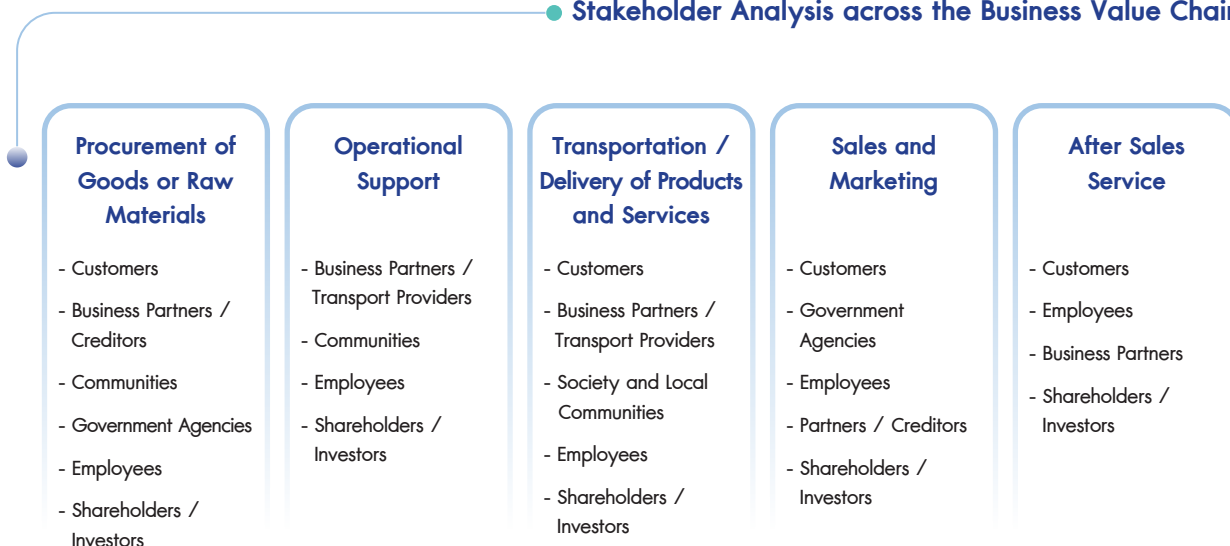 Stakeholder Analysis across the Business Value Chain
Procurement of
Goods or Raw
Materials
- Customers
- Business Partners /
Creditors
- Communities
- Government Agencies
- Employees
- Shareholders /
Investors
Operational
Support
- Business Partners /
Transport Providers
- Communities
- Employees
- Shareholders /
Investors
Transportation /
Delivery of Products
and Services
- Customers
- Business Partners /
Transport Providers
- Society and Local
Communities
- Employees
- Shareholders /
Investors
Sales and
Marketing
- Customers
- Government
Agencies
- Employees
- Partners / Creditors
- Shareholders /
Investors
After Sales
Service
- Customers
- Employees
- Business Partners
- Shareholders /
Investors